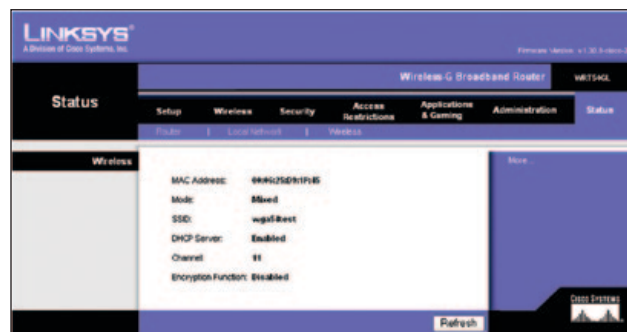 LINKSYS®
A Division of Cisco Systems, Inc.
Firmware Version:
Wireless-G Broadband Router WRT54GL
Status
Setup Wireless Security Access Restrictions Applications & Gaming Administration Status
Router | Local Network | Wireless
Wireless
More...
MAC Address:
Mode: Mixed
SSID:
DHCP Server: Enabled
Channel: 11
Encryption Function: Disabled
CISCO SYSTEMS
Refresh